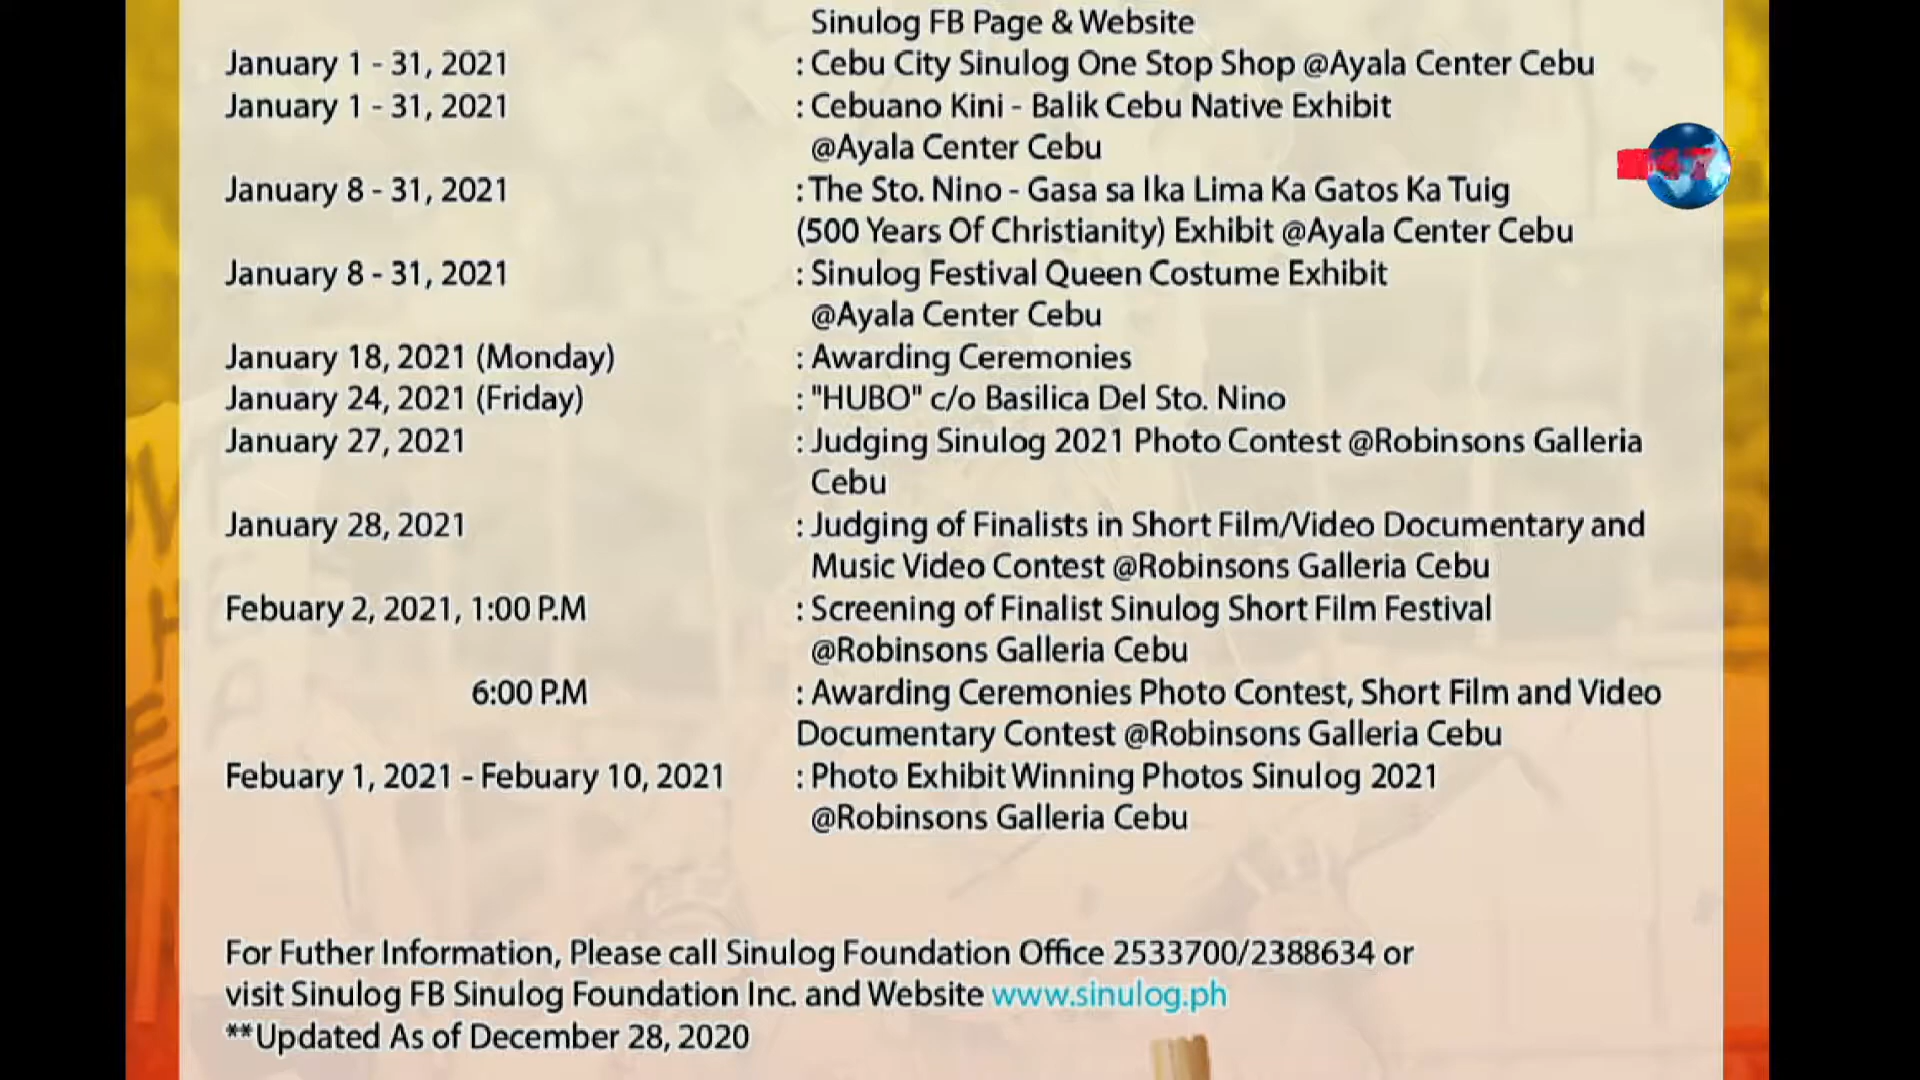 Sinulog FB Page & Website
January 1 - 31, 2021 : Cebu City Sinulog One Stop Shop @Ayala Center Cebu
January 1 - 31, 2021 : Cebuano Kini - Balik Cebu Native Exhibit
@Ayala Center Cebu
January 8 - 31, 2021 : The Sto. Nino - Gasa sa Ika Lima Ka Gatos Ka Tuig
(500 Years Of Christianity) Exhibit @Ayala Center Cebu
January 8 - 31, 2021 : Sinulog Festival Queen Costume Exhibit
@Ayala Center Cebu
January 18, 2021 (Monday) : Awarding Ceremonies
January 24, 2021 (Friday) : "HUBO" c/o Basilica Del Sto. Nino
January 27, 2021 : Judging Sinulog 2021 Photo Contest @Robinsons Galleria
Cebu
January 28, 2021 : Judging of Finalists in Short Film/Video Documentary and
Music Video Contest @Robinsons Galleria Cebu
Febuary 2, 2021, 1:00 P.M : Screening of Finalist Sinulog Short Film Festival
@Robinsons Galleria Cebu
6:00 P.M : Awarding Ceremonies Photo Contest, Short Film and Video
Documentary Contest @Robinsons Galleria Cebu
Febuary 1, 2021 - Febuary 10, 2021 : Photo Exhibit Winning Photos Sinulog 2021
@Robinsons Galleria Cebu
For Futher Information, Please call Sinulog Foundation Office 2533700/2388634 or
visit Sinulog FB Sinulog Foundation Inc. and Website www.sinulog.ph
**Updated As of December 28, 2020